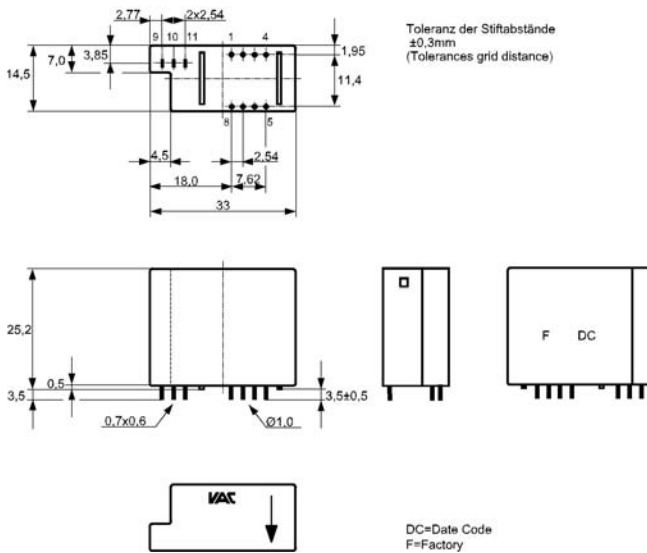 2,77 2x2,54
9 10 11 1 4
3,85
7,0
14,5
1,95
11,4
8 5
4,5 2,54
18,0 7,62
33
Toleranz der Stiftabstände
±0,3mm
(Tolerances grid distance)
25,2
0,5
3,5
3,5±0,5
0,7x0,6 Ø1,0
F DC
VAC
DC=Date Code
F=Factory